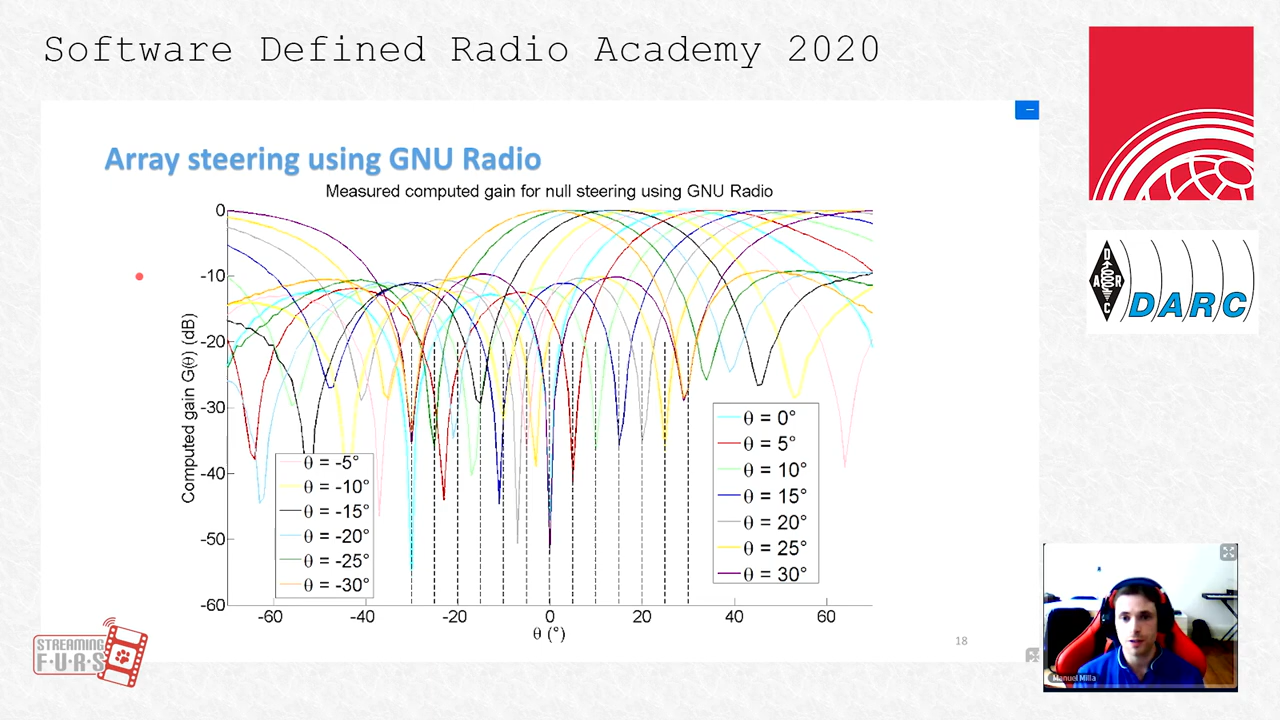 Software Defined Radio Academy 2020
Array steering using GNU Radio
Measured computed gain for null steering using GNU Radio
Computed gain G(θ) (dB)
0
-10
-20
-30
-40
-50
-60
θ = -5°
θ = -10°
θ = -15°
θ = -20°
θ = -25°
θ = -30°
θ = 0°
θ = 5°
θ = 10°
θ = 15°
θ = 20°
θ = 25°
θ = 30°
-60 -40 -20 0 20 40 60
θ (°)
18
D
A R
C
DARC
STREAMING
F·U·R·S
Manuel Milla